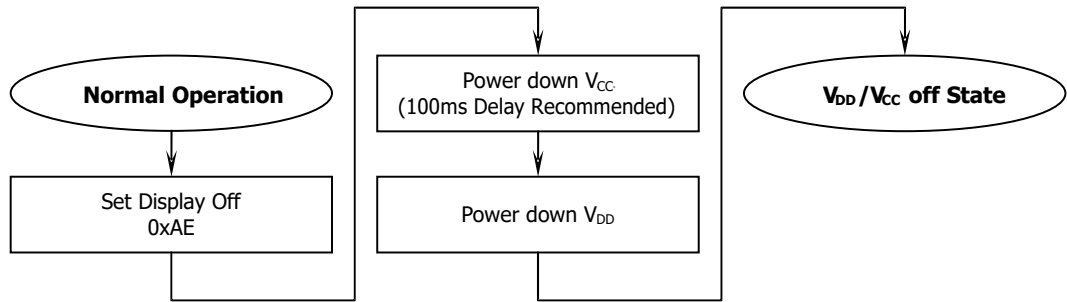 Normal Operation
Set Display Off
0xAE
Power down VCC.
(100ms Delay Recommended)
Power down VDD
VDD/VCC off State